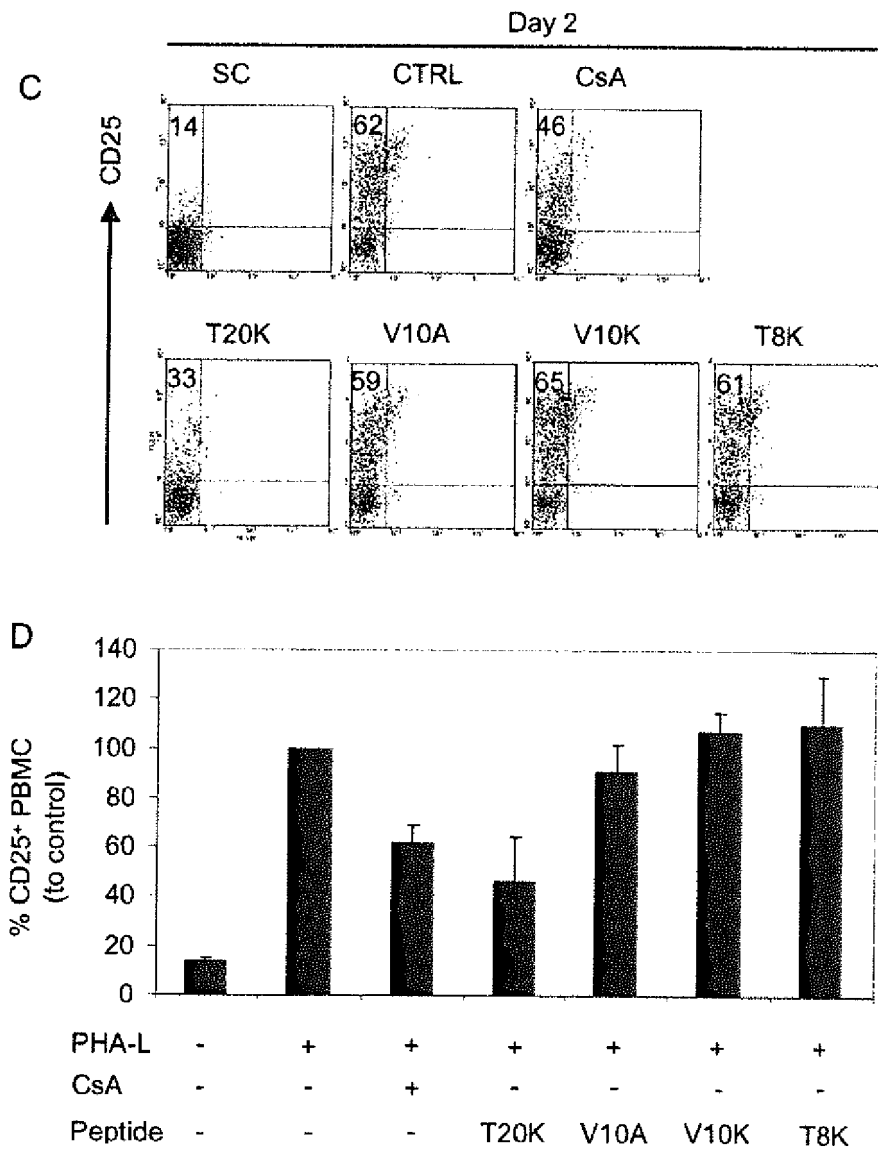 Day 2
C
SC CTRL CsA
CD25
14 62 46
T20K V10A V10K T8K
33 59 65 61
D
% CD25+ PBMC
(to control)
140
120
100
80
60
40
20
0
PHA-L - + + + + + +
CsA - - + - - - -
Peptide - - - T20K V10A V10K T8K